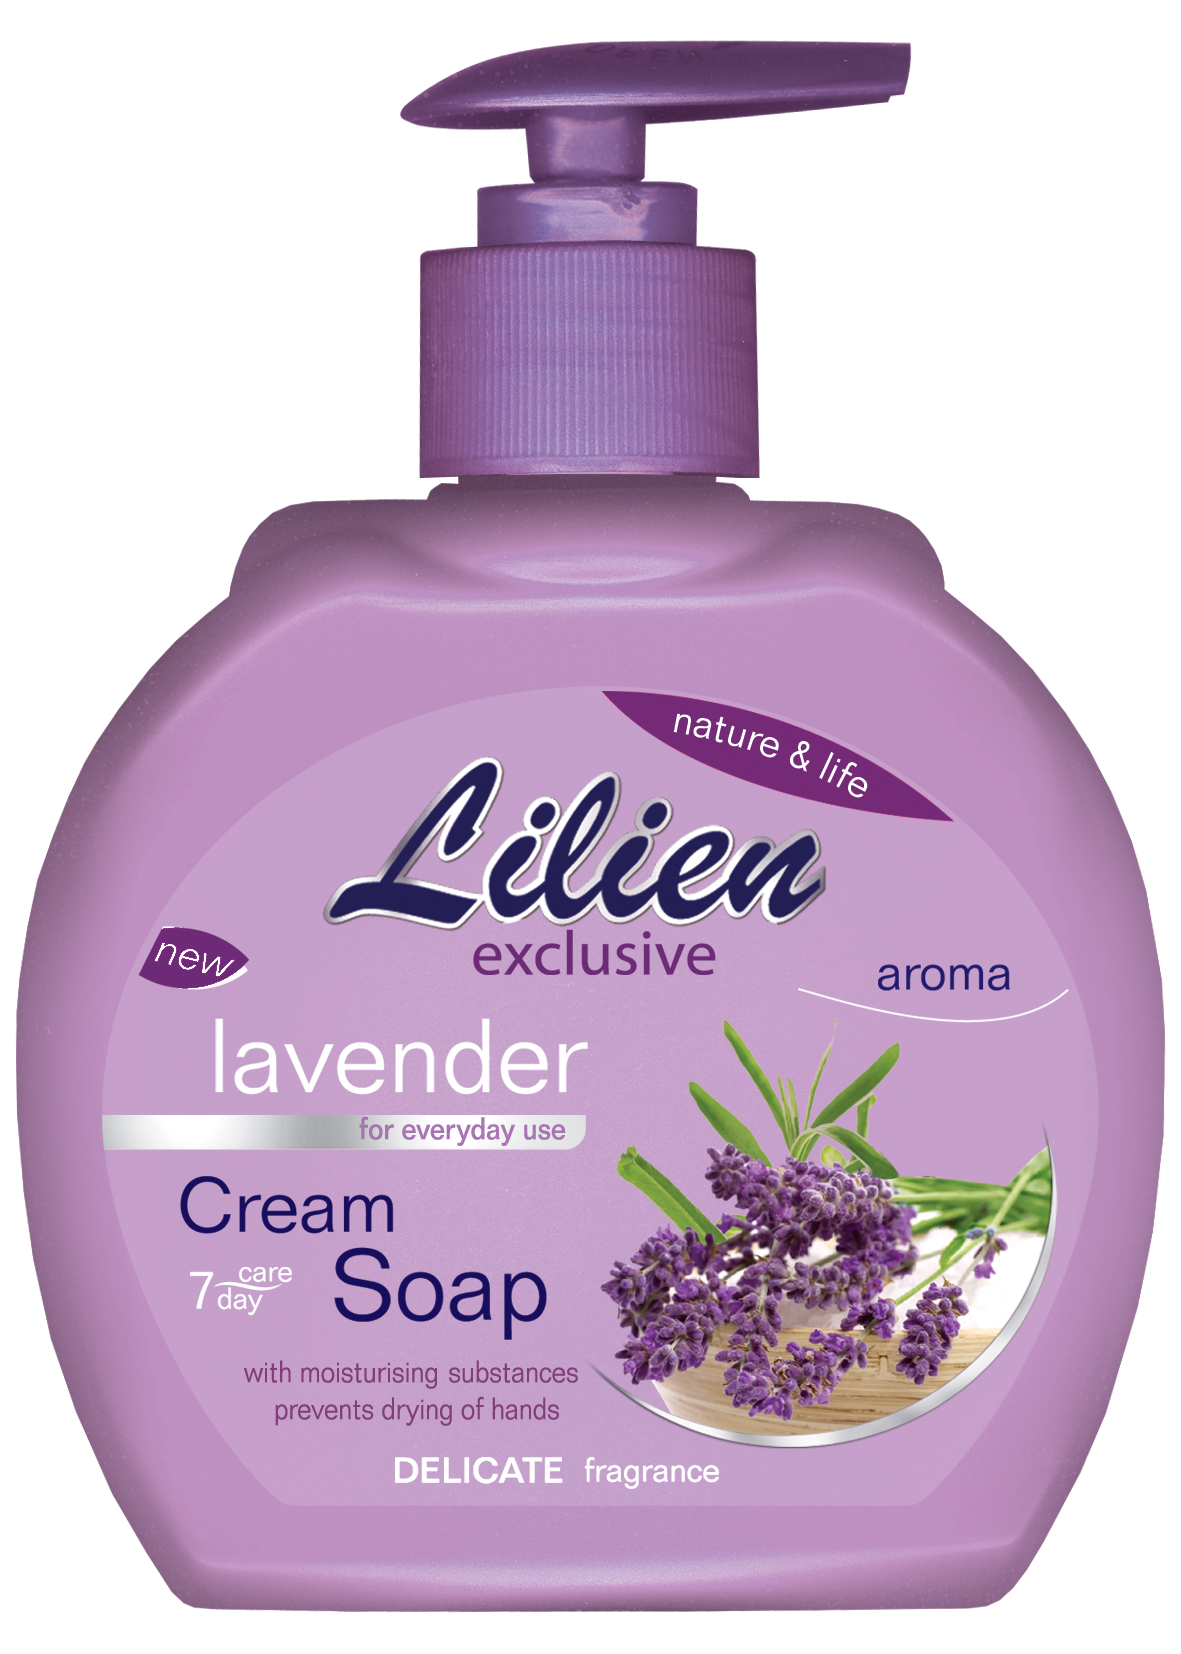 OPEN
nature & life
Lilien
exclusive
new
aroma
lavender
for everyday use
Cream
Soap
7 day care
with moisturising substances
prevents drying of hands
DELICATE fragrance